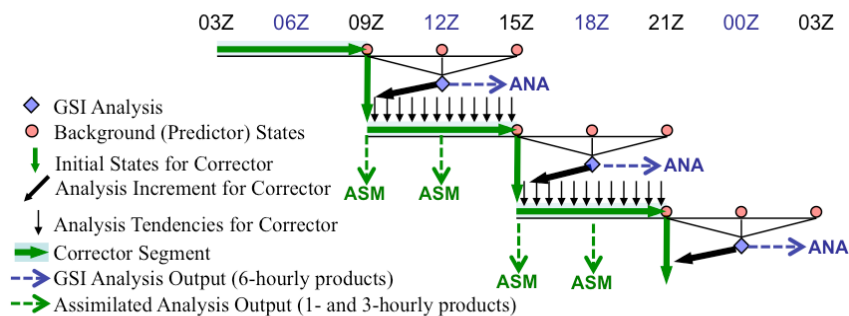 03Z 06Z 09Z 12Z 15Z 18Z 21Z 00Z 03Z
ANA
GSI Analysis
Background (Predictor) States
Initial States for Corrector
ANA
Analysis Increment for Corrector
ASM ASM
Analysis Tendencies for Corrector
Corrector Segment
ANA
GSI Analysis Output (6-hourly products)
ASM ASM
Assimilated Analysis Output (1- and 3-hourly products)